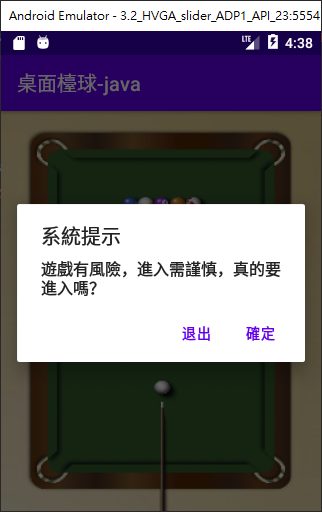 Android Emulator - 3.2_HVGA_slider_ADP1_API_23:5554
LTE 4:38
桌面檯球-java
系統提示
遊戲有風險，進入需謹慎，真的要
進入嗎？
退出 確定